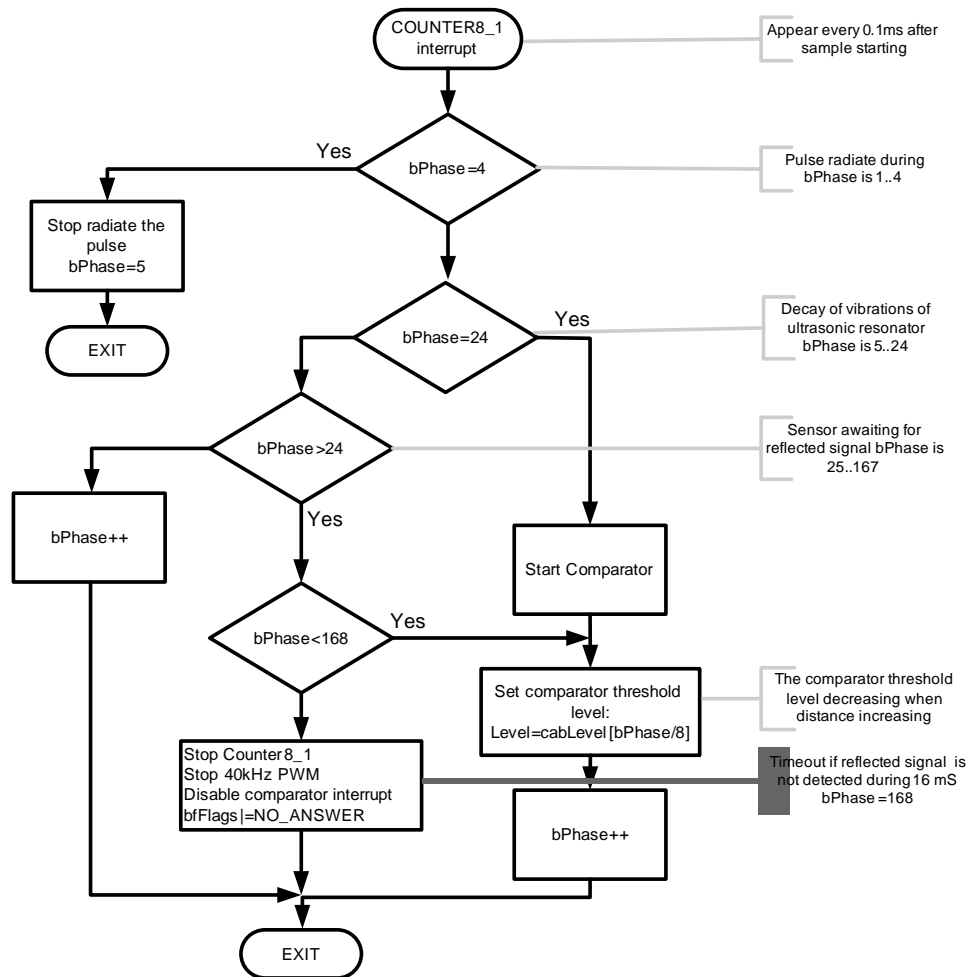 COUNTER8_1
interrupt
Appear every 0.1ms after
sample starting
Yes
bPhase=4
Pulse radiate during
bPhase is 1..4
Stop radiate the
pulse
bPhase=5
EXIT
bPhase=24
Yes
Decay of vibrations of
ultrasonic resonator
bPhase is 5..24
bPhase>24
Sensor awaiting for
reflected signal bPhase is
25..167
Yes
bPhase++
Start Comparator
bPhase<168
Yes
Set comparator threshold
level:
Level=cabLevel[bPhase/8]
The comparator threshold
level decreasing when
distance increasing
Stop Counter8_1
Stop 40kHz PWM
Disable comparator interrupt
bfFlags|=NO_ANSWER
Timeout if reflected signal is
not detected during 16 mS
bPhase=168
bPhase++
EXIT